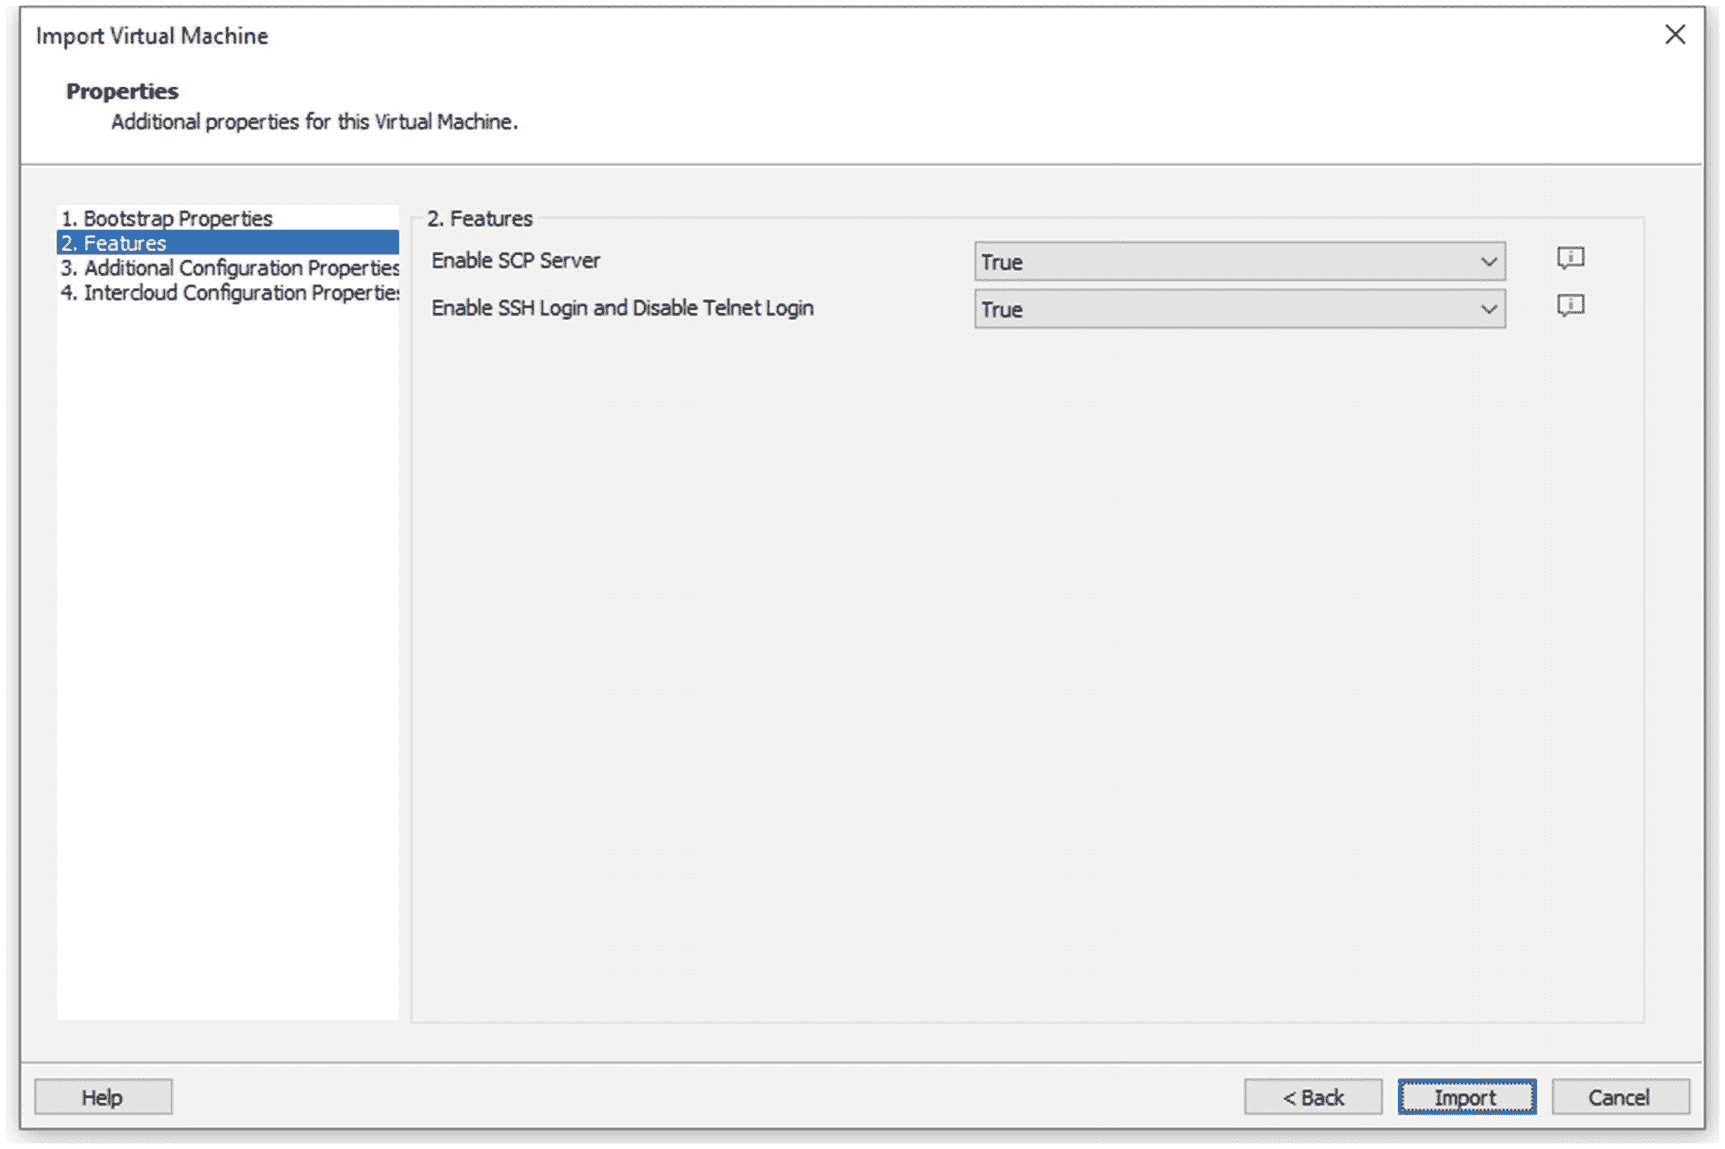 Import Virtual Machine
Properties
Additional properties for this Virtual Machine.
1. Bootstrap Properties
2. Features
3. Additional Configuration Properties
4. Intercloud Configuration Propertie
2. Features
Enable SCP Server True
Enable SSH Login and Disable Telnet Login True
Help < Back Import Cancel